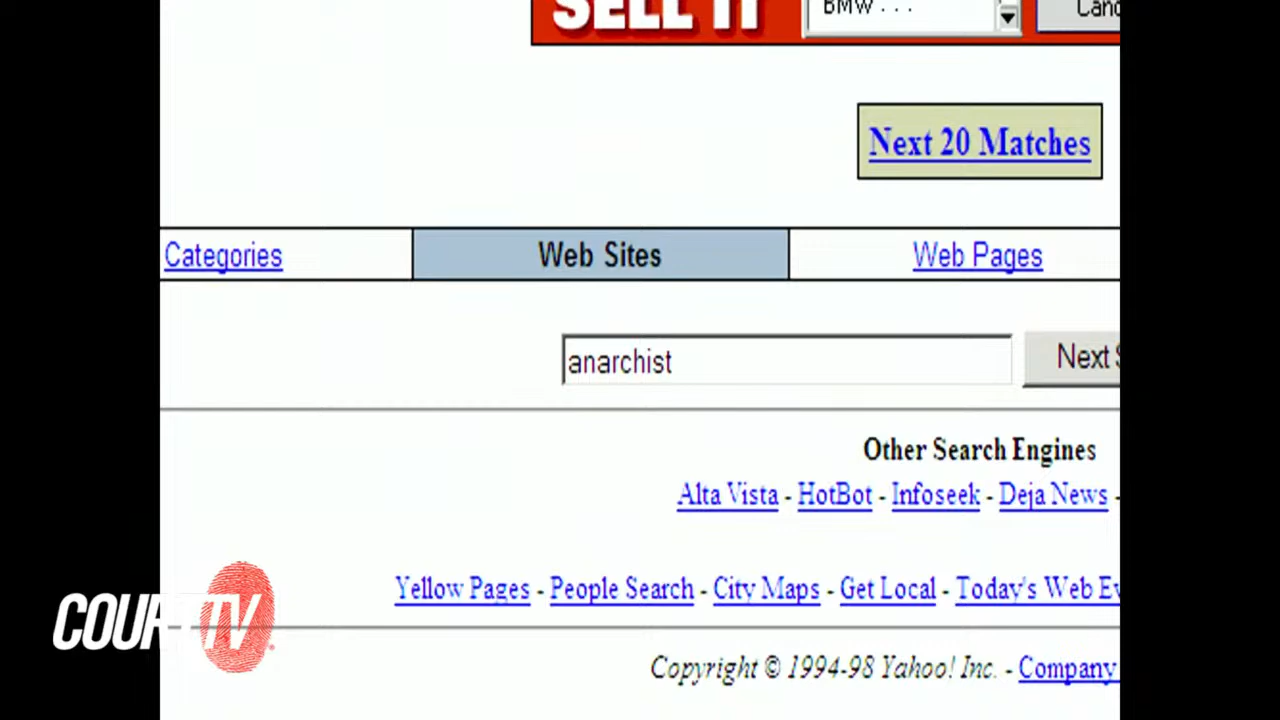 SELL IT BMW . . .
Next 20 Matches
Categories Web Sites Web Pages
anarchist Next
Other Search Engines
Alta Vista - HotBot - Infoseek - Deja News -
Yellow Pages - People Search - City Maps - Get Local - Today's Web
COURT TV
Copyright © 1994-98 Yahoo! Inc. - Company